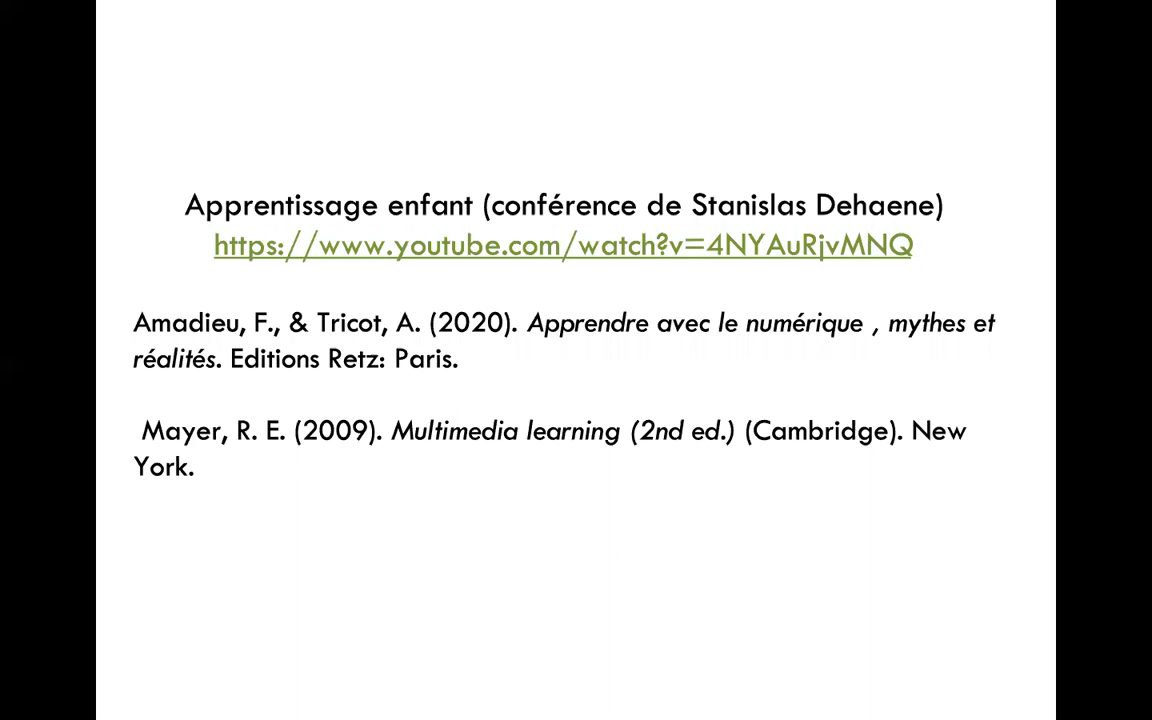 Apprentissage enfant (conférence de Stanislas Dehaene)
https://www.youtube.com/watch?v=4NYAuRjvMNQ
Amadieu, F., & Tricot, A. (2020). Apprendre avec le numérique , mythes et
réalités. Editions Retz: Paris.
Mayer, R. E. (2009). Multimedia learning (2nd ed.) (Cambridge). New
York.